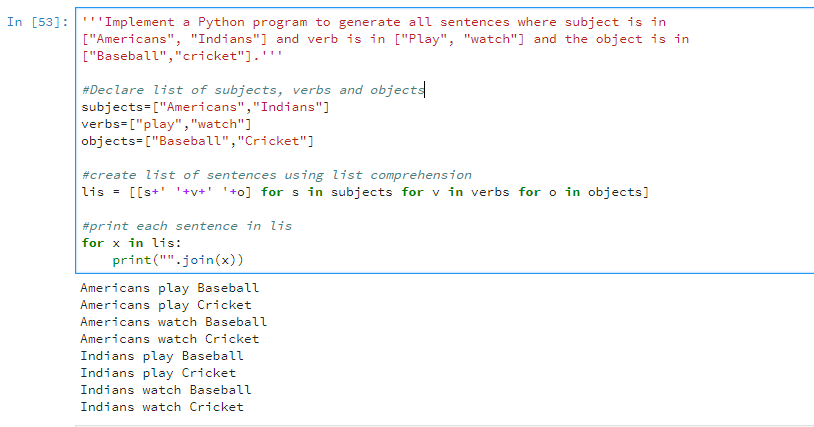 In [53]: '''Implement a Python program to generate all sentences where subject is in
["Americans", "Indians"] and verb is in ["Play", "watch"] and the object is in
["Baseball","cricket"].'''

#Declare list of subjects, verbs and objects
subjects=["Americans","Indians"]
verbs=["play","watch"]
objects=["Baseball","Cricket"]

#create list of sentences using list comprehension
lis = [[s+' '+v+' '+o] for s in subjects for v in verbs for o in objects]

#print each sentence in lis
for x in lis:
    print("".join(x))
Americans play Baseball
Americans play Cricket
Americans watch Baseball
Americans watch Cricket
Indians play Baseball
Indians play Cricket
Indians watch Baseball
Indians watch Cricket